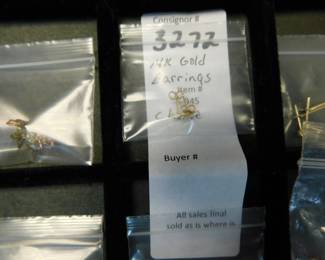 Consignor #
3272
14K Gold
Earrings
Item #
Buyer #
All sales final
sold as is where is